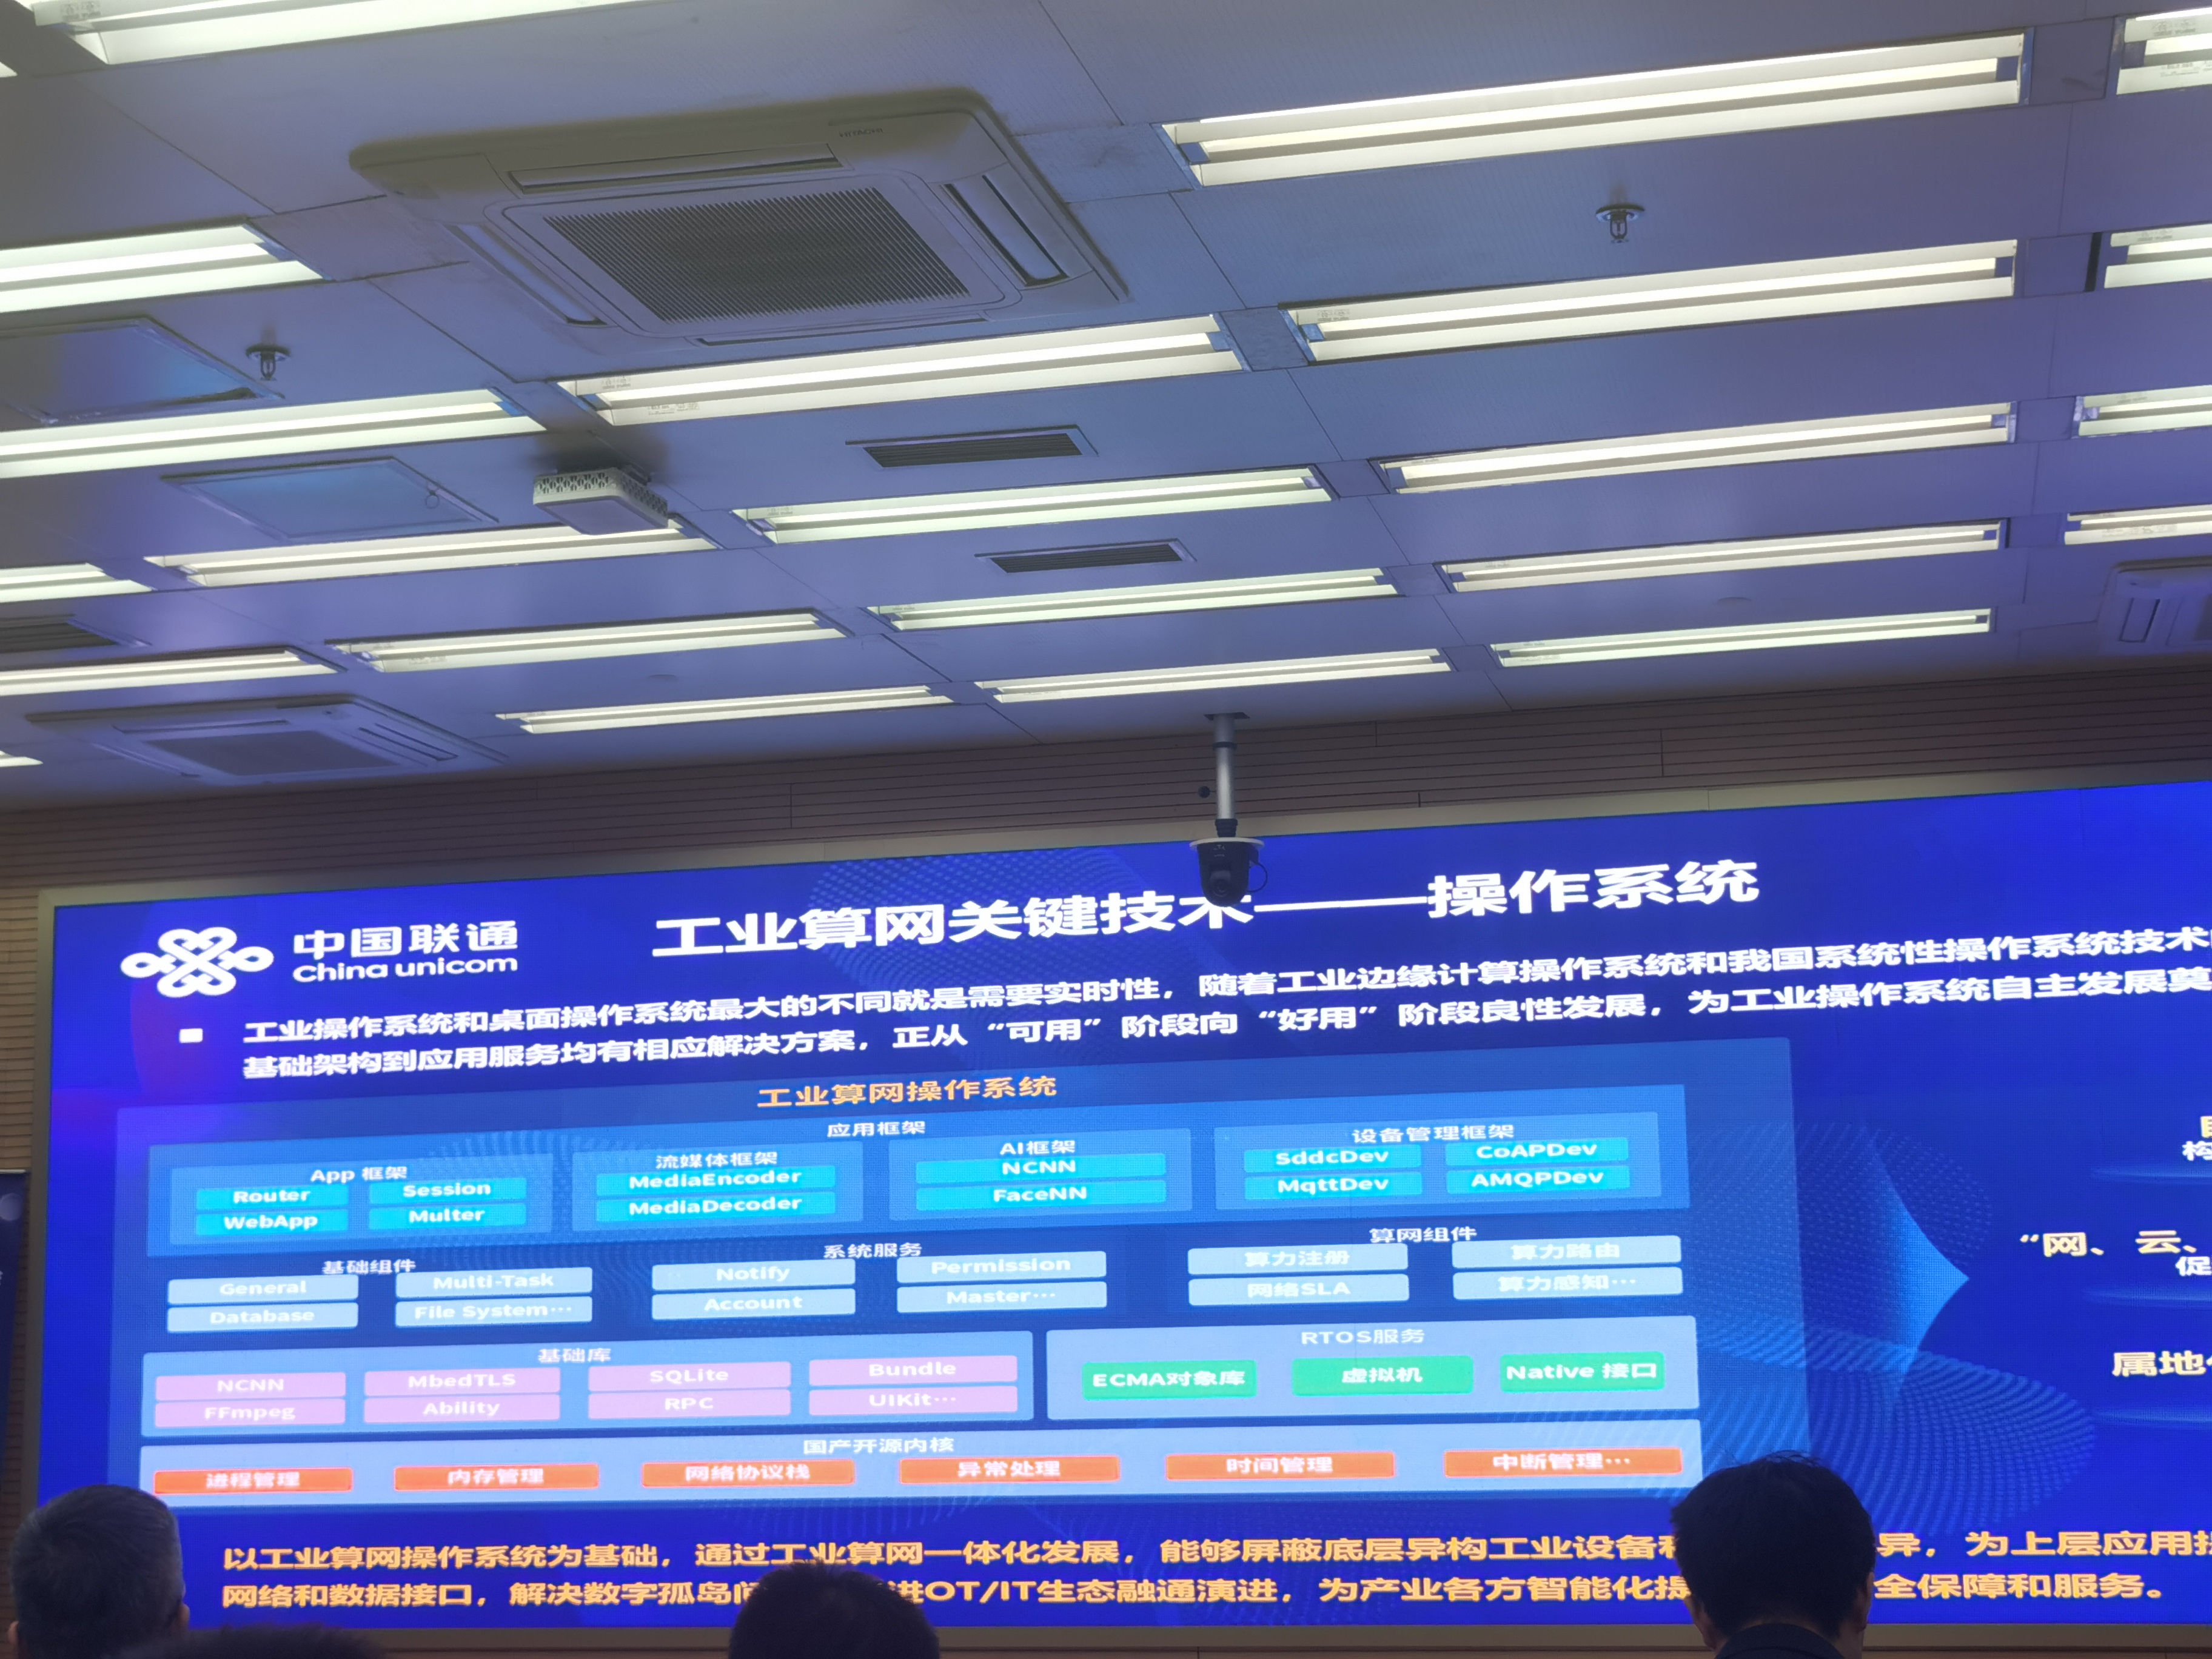 中国联通
China unicom
工业算网关键技术——操作系统
工业操作系统和桌面操作系统最大的不同就是需要实时性，随着工业边缘计算操作系统和我国系统性操作系统技术
基础架构到应用服务均有相应解决方案，正从“可用”阶段向“好用”阶段良性发展，为工业操作系统自主发展奠
工业算网操作系统
应用框架
App 框架
Router
Session
WebApp
Multer
流媒体框架
MediaEncoder
MediaDecoder
AI框架
NCNN
FaceNN
设备管理框架
SddcDev
CoAPDev
MqttDev
AMQPDev
基础组件
General
Multi-Task
Database
File System…
系统服务
Notify
Permission
Account
Master…
算网组件
算力注册
算力路由
网络SLA
算力感知…
基础库
NCNN
MbedTLS
SQLite
Bundle
FFmpeg
Ability
RPC
UIKit…
RTOS服务
ECMA对象库
虚拟机
Native 接口
国产开源内核
进程管理
内存管理
网络协议栈
异常处理
时间管理
中断管理…
构
“网、云、
促
属地
以工业算网操作系统为基础，通过工业算网一体化发展，能够屏蔽底层异构工业设备 异，为上层应用提
网络和数据接口，解决数字孤岛 进OT/IT生态融通演进，为产业各方智能化提 全保障和服务。